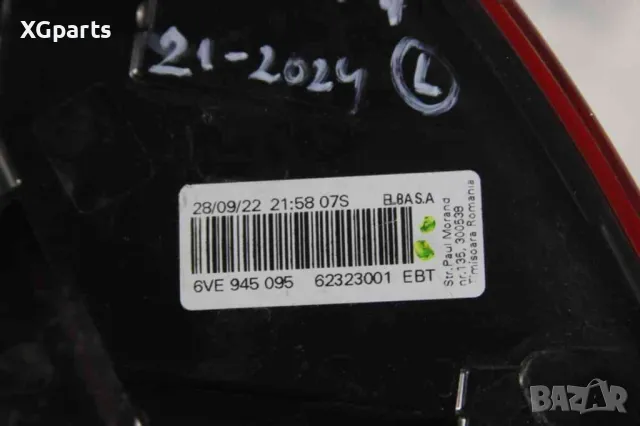 XGparts
21-2024 L
28/09/22 21:58 07S ELBA S.A
6VE 945 095 62323001 EBT
Str. Paul Morand
nr.135, 300539
Timisoara Romania
BAZAR